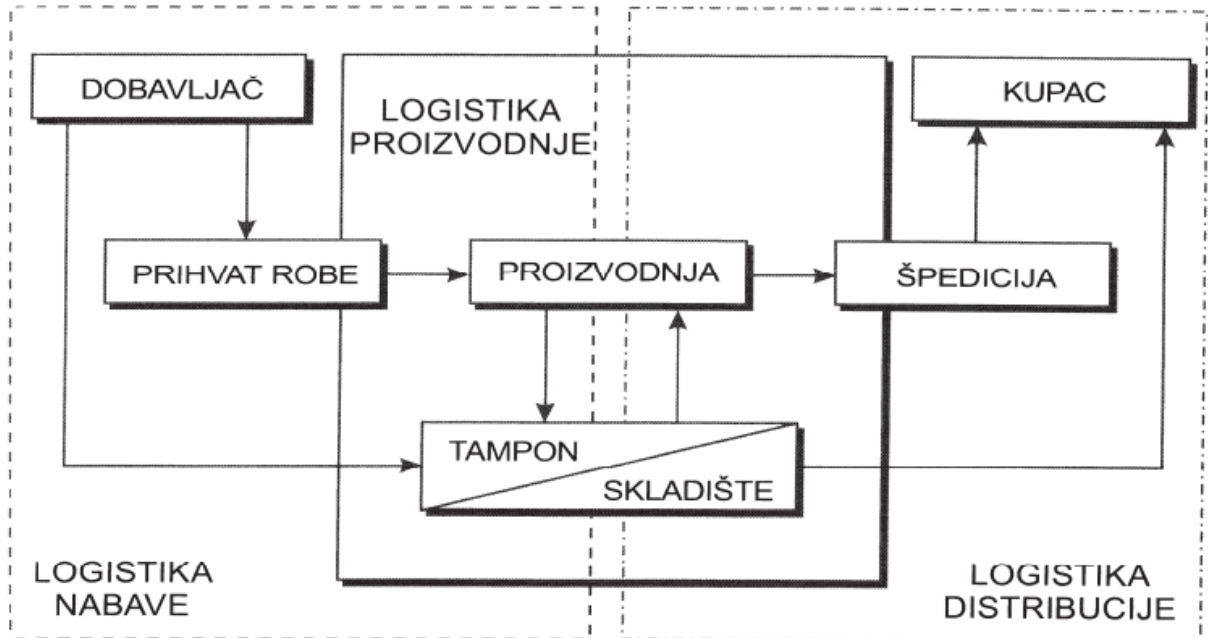 DOBAVLJAČ
KUPAC
LOGISTIKA
PROIZVODNJE
PRIHVAT ROBE
PROIZVODNJA
ŠPEDICIJA
TAMPON
SKLADIŠTE
LOGISTIKA
NABAVE
LOGISTIKA
DISTRIBUCIJE